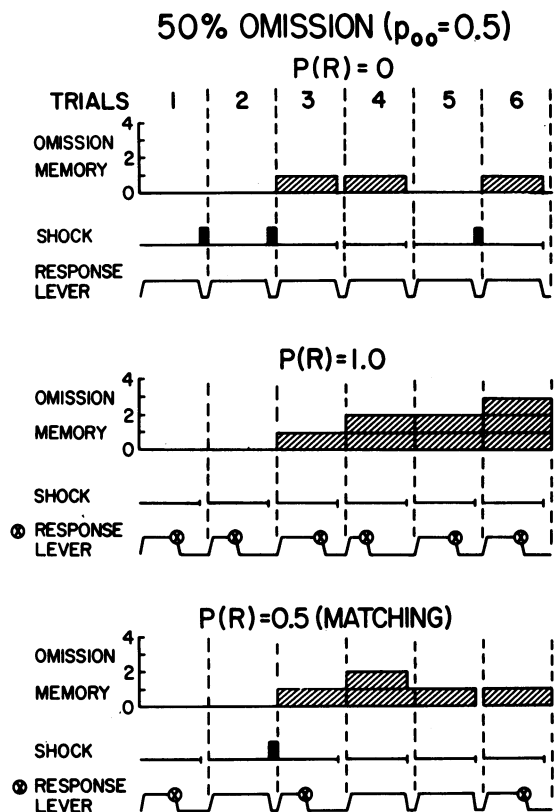 50% OMISSION (p₀₀=0.5)
P(R) = 0
TRIALS 1 2 3 4 5 6
4
OMISSION
2
MEMORY
0
SHOCK
RESPONSE
LEVER
P(R)=1.0
4
OMISSION
2
MEMORY
0
SHOCK
RESPONSE
LEVER
P(R)=0.5 (MATCHING)
4
OMISSION
2
MEMORY
0
SHOCK
RESPONSE
LEVER